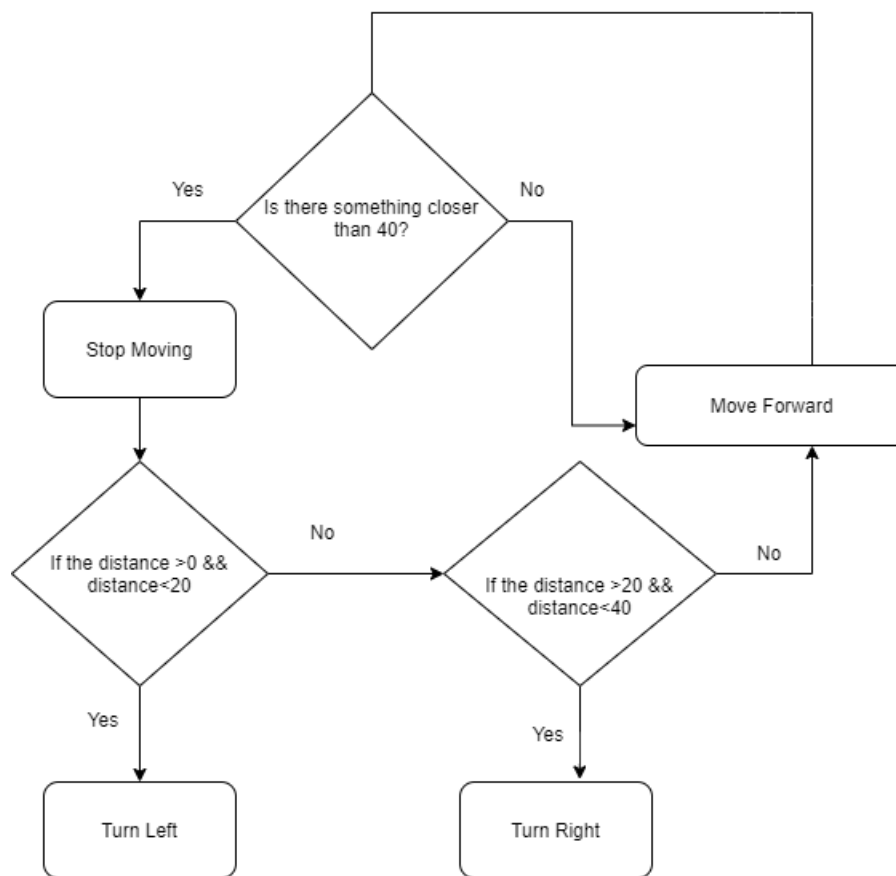 Yes
No
Is there something closer
than 40?
Stop Moving
Move Forward
If the distance >0 &&
distance<20
No
If the distance >20 &&
distance<40
No
Yes
Yes
Turn Left
Turn Right